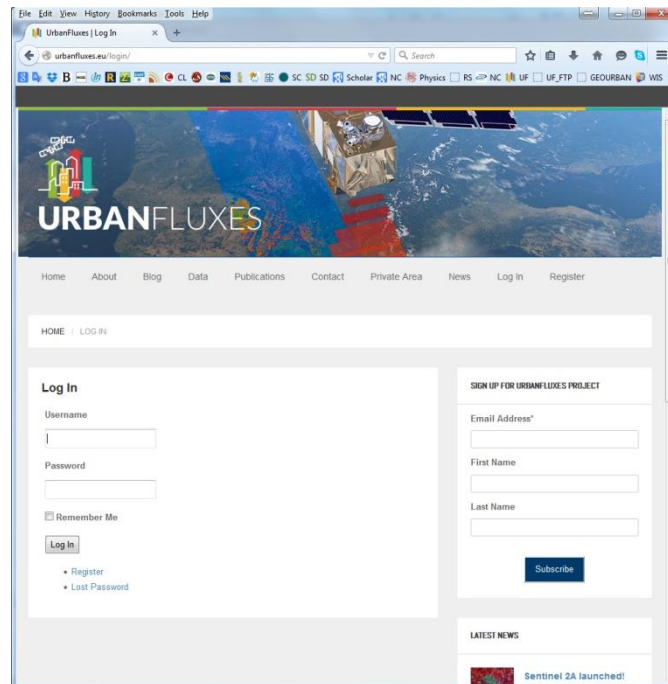 File Edit View History Bookmarks Tools Help
UrbanFluxes | Log In
urbanfluxes.eu/login/
Search
B R CL SC SD SD Scholar NC Physics RS NC UF UF_FTP GEOURBAN WIS
URBANFLUXES
Home About Blog Data Publications Contact Private Area News Log In Register
HOME / LOG IN
Log In
Username
Password
Remember Me
Log In
Register
Lost Password
SIGN UP FOR URBANFLUXES PROJECT
Email Address*
First Name
Last Name
Subscribe
LATEST NEWS
Sentinel 2A launched!